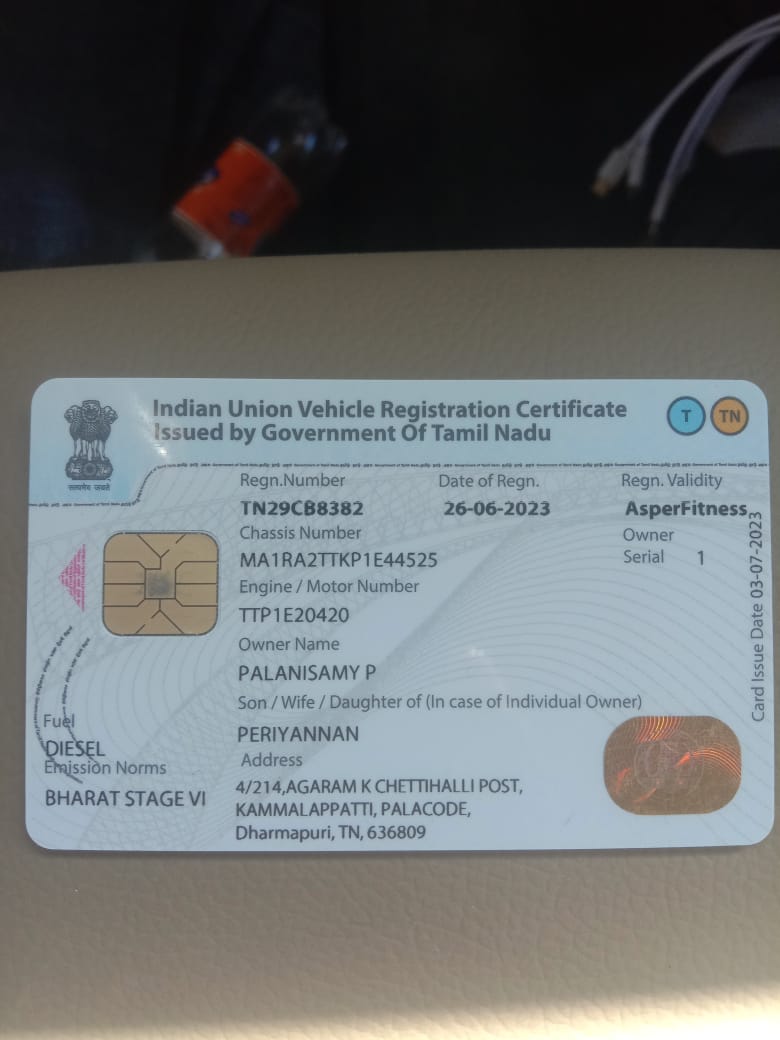 Indian Union Vehicle Registration Certificate
Issued by Government Of Tamil Nadu
T TN
सत्यमेव जयते
Regn.Number Date of Regn. Regn. Validity
TN29CB8382 26-06-2023 AsperFitness
Chassis Number Owner
MA1RA2TTKP1E44525 Serial 1
Engine / Motor Number
TTP1E20420
Owner Name
PALANISAMY P
Son / Wife / Daughter of (In case of Individual Owner)
Fuel PERIYANNAN
DIESEL Address
Emission Norms
BHARAT STAGE VI
4/214,AGARAM K CHETTIHALLI POST,
KAMMALAPPATTI, PALACODE,
Dharmapuri, TN, 636809
Card Issue Date 03-07-2023